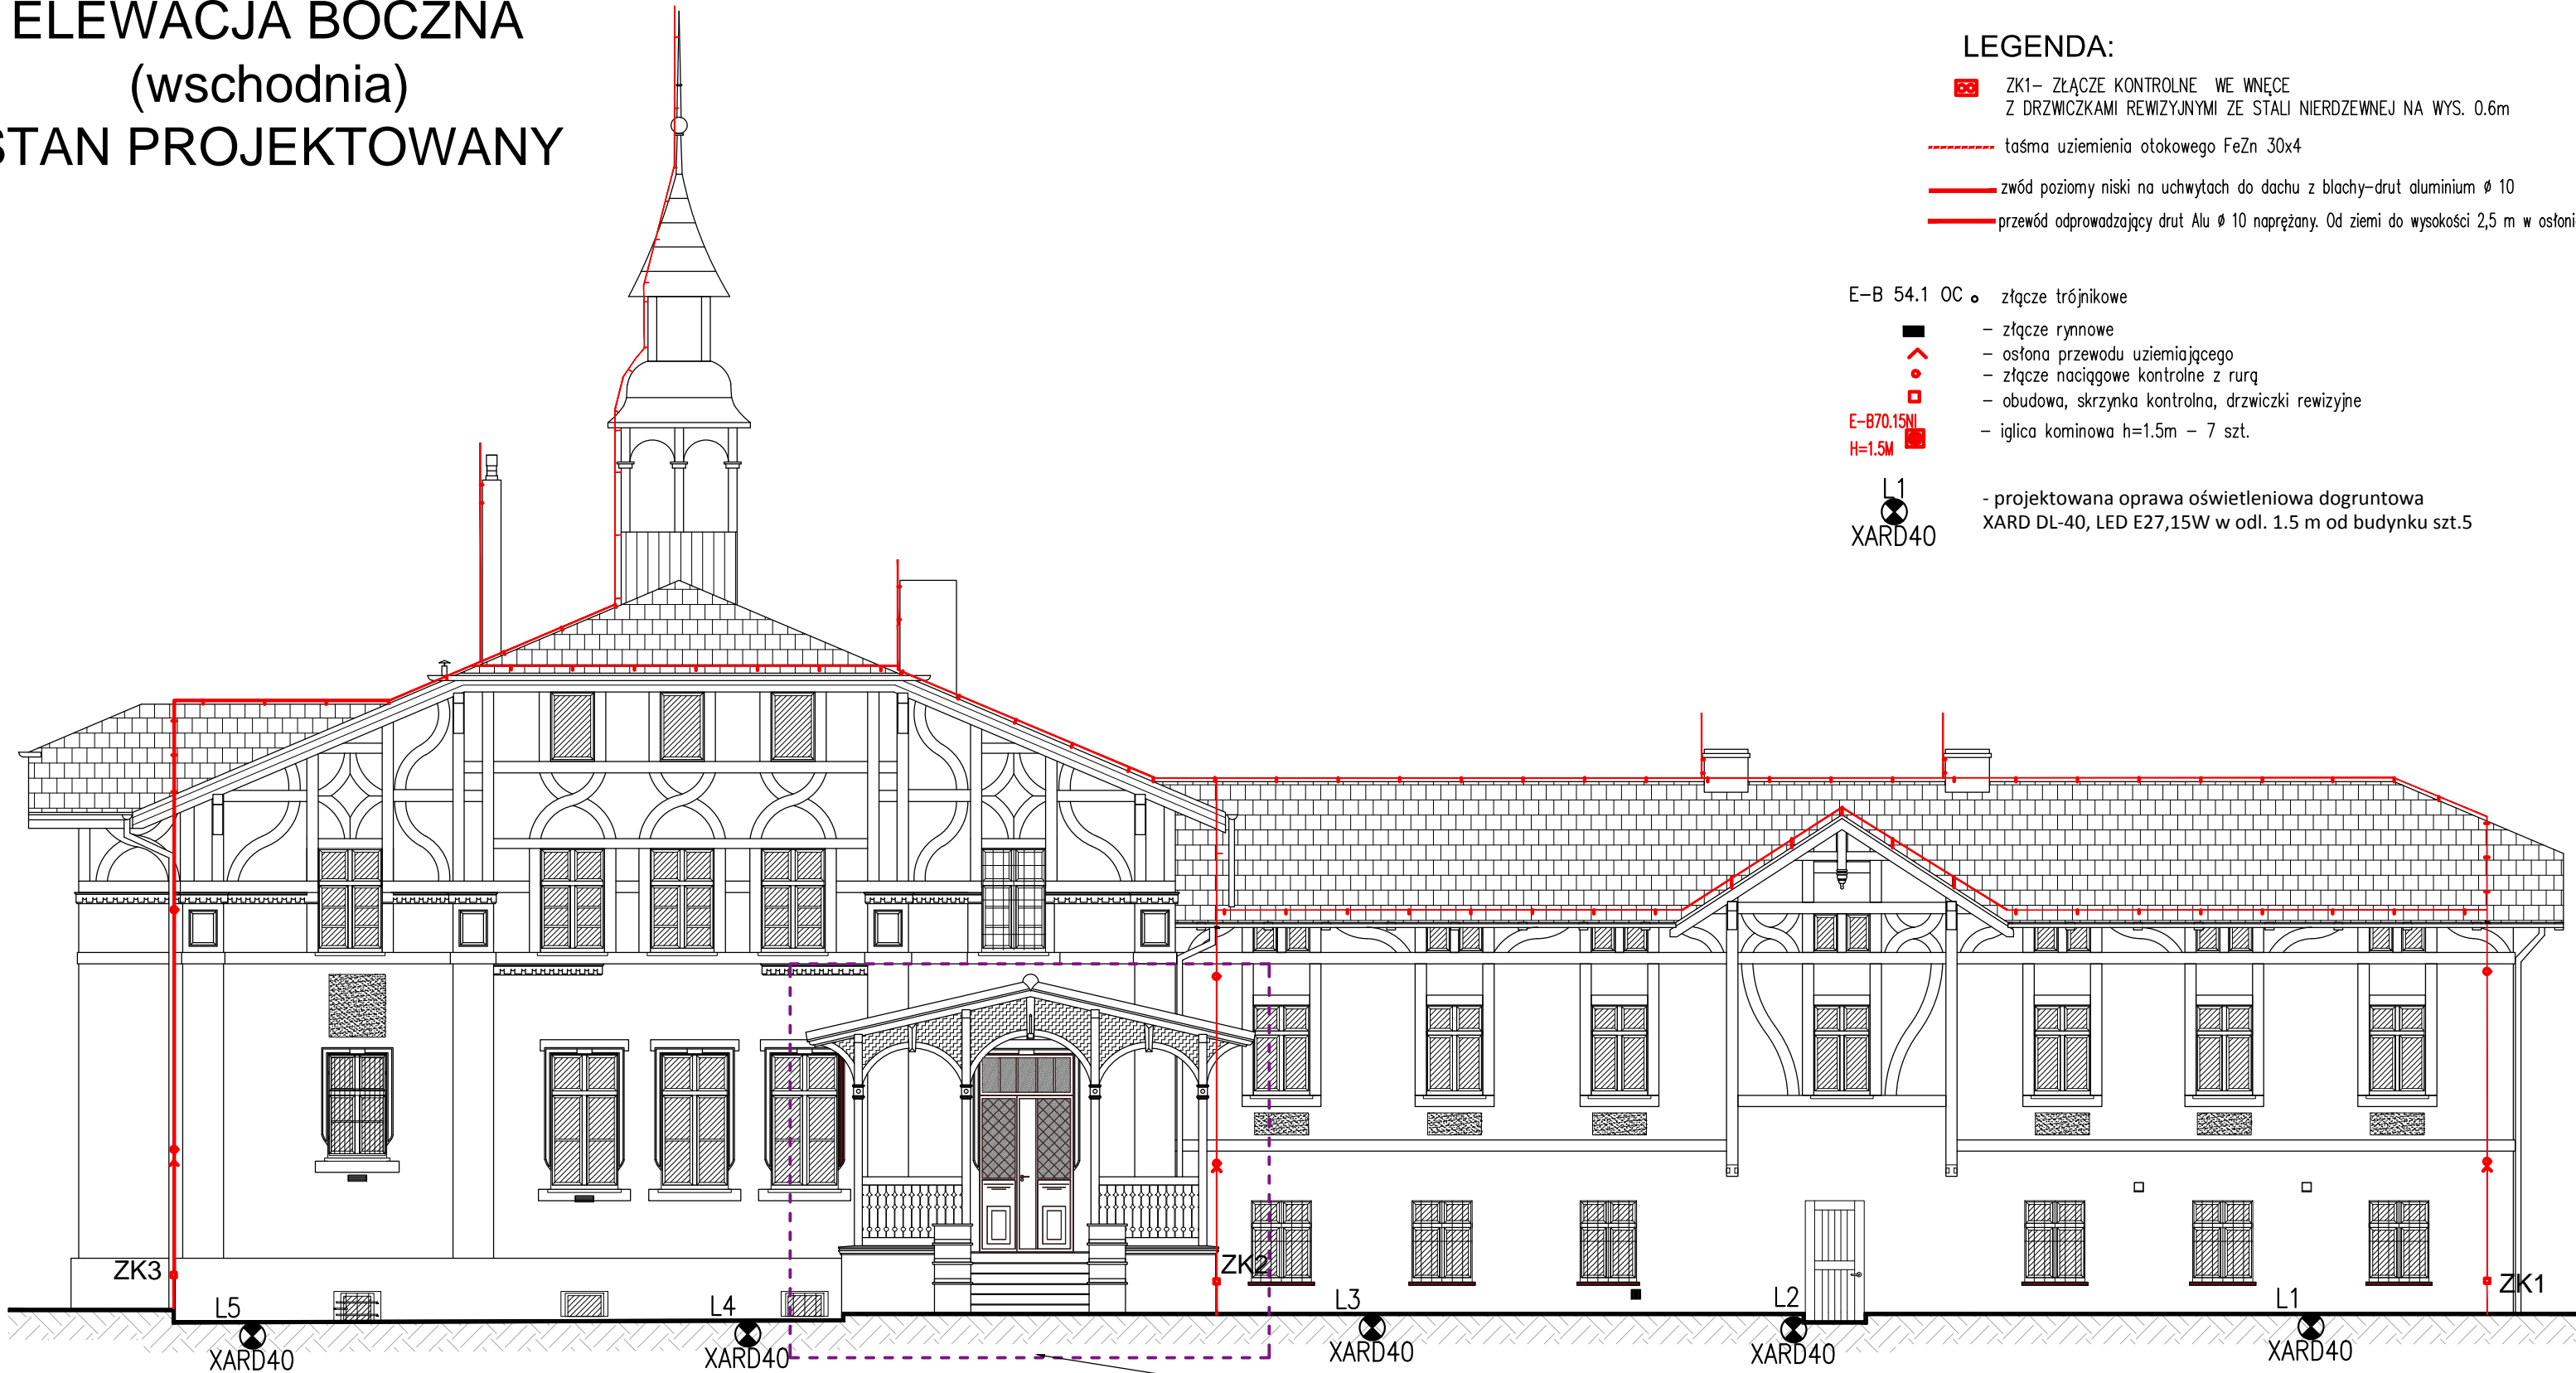 ELEWACJA BOCZNA
(wschodnia)
STAN PROJEKTOWANY
LEGENDA:
ZK1- ZŁĄCZE KONTROLNE WE WNĘCE
Z DRZWICZKAMI REWIZYJNYMI ZE STALI NIERDZEWNEJ NA WYS. 0.6m
taśma uziemienia otokowego FeZn 30x4
zwód poziomy niski na uchwytach do dachu z blachy-drut aluminium ø 10
przewód odprowadzający drut Alu ø 10 naprężany. Od ziemi do wysokości 2,5 m w osłoni
E-B 54.1 OC złącze trójnikowe
- złącze rynnowe
- osłona przewodu uziemiającego
- złącze naciągowe kontrolne z rurą
- obudowa, skrzynka kontrolna, drzwiczki rewizyjne
E-B70.15NI
- iglica kominowa h=1.5m - 7 szt.
H=1.5M
L1
XARD40
- projektowana oprawa oświetleniowa dogruntowa
XARD DL-40, LED E27,15W w odl. 1.5 m od budynku szt.5
ZK3
ZK2
ZK1
L5
L4
L3
L2
L1
XARD40
XARD40
XARD40
XARD40
XARD40